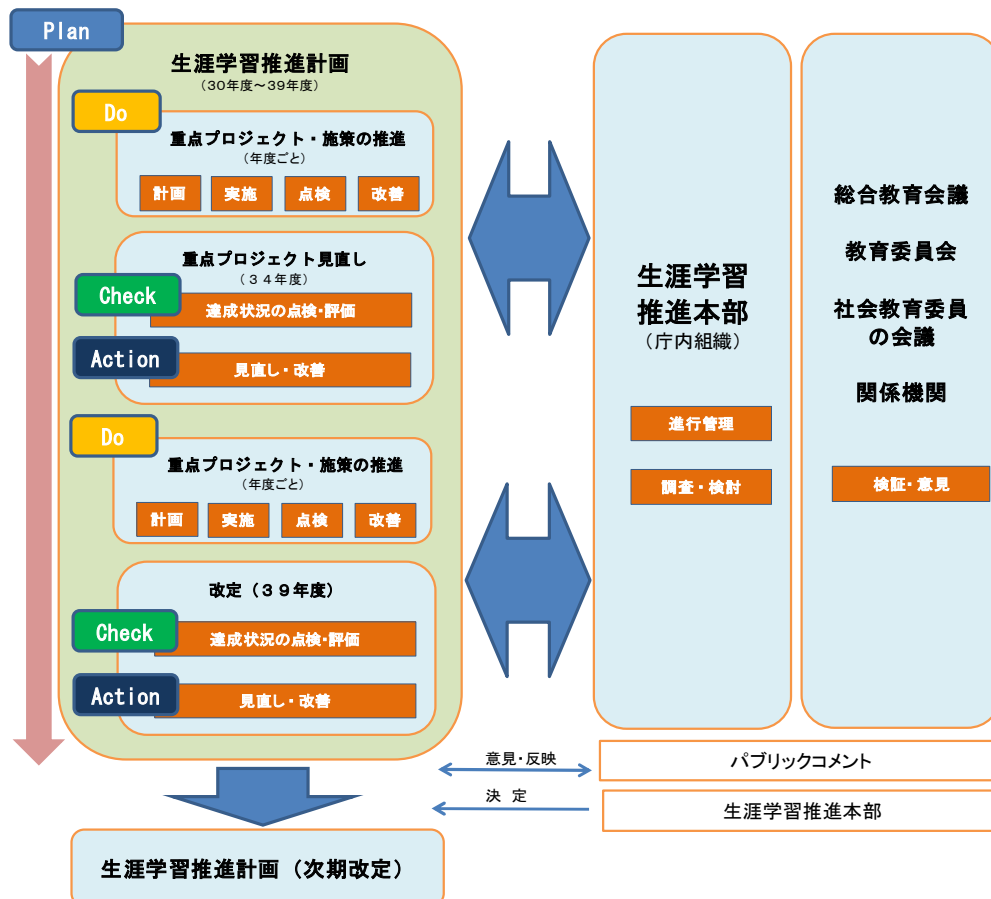 Plan
生涯学習推進計画
（30年度～39年度）
Do
重点プロジェクト・施策の推進
（年度ごと）
計画
実施
点検
改善
重点プロジェクト見直し
（３４年度）
Check
達成状況の点検・評価
Action
見直し・改善
Do
重点プロジェクト・施策の推進
（年度ごと）
計画
実施
点検
改善
改定（３９年度）
Check
達成状況の点検・評価
Action
見直し・改善
生涯学習
推進本部
（庁内組織）
進行管理
調査・検討
総合教育会議
教育委員会
社会教育委員
の会議
関係機関
検証・意見
意見・反映
パブリックコメント
決 定
生涯学習推進本部
生涯学習推進計画（次期改定）